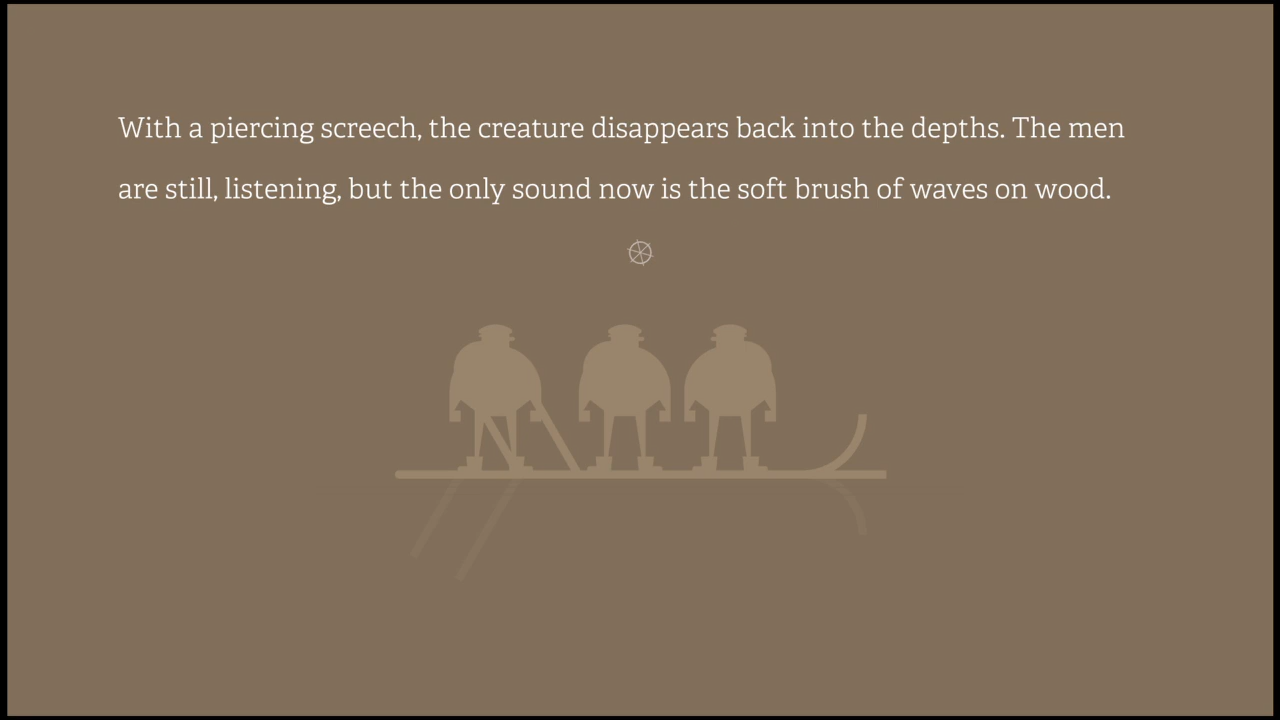 With a piercing screech, the creature disappears back into the depths. The men
are still, listening, but the only sound now is the soft brush of waves on wood.